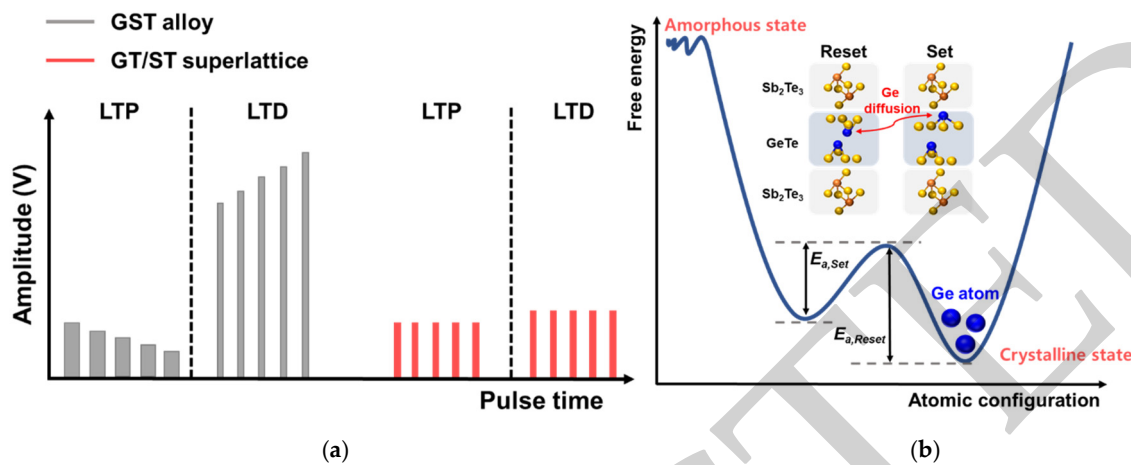 GST alloy
GT/ST superlattice
LTP
LTD
LTP
LTD
Amplitude (V)
Pulse time
(a)
Free energy
Amorphous state
Reset
Set
Sb₂Te₃
Ge
diffusion
GeTe
Sb₂Te₃
Eₐ,Set
Eₐ,Reset
Ge atom
Crystalline state
Atomic configuration
(b)